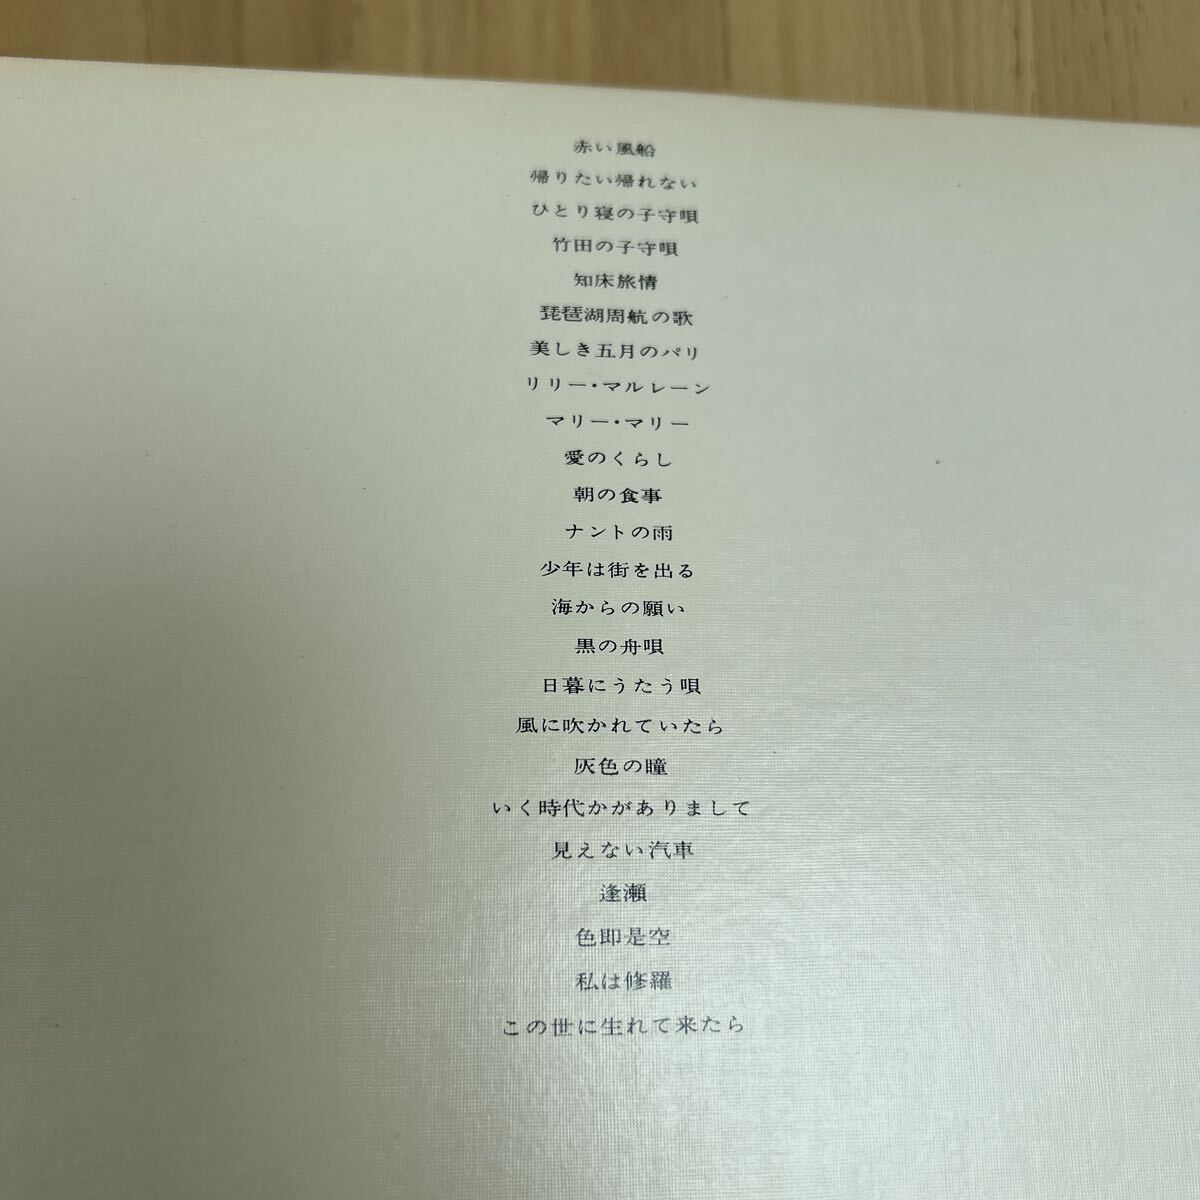 赤い風船
帰りたい帰れない
ひとり寝の子守唄
竹田の子守唄
知床旅情
琵琶湖周航の歌
美しき五月のパリ
リリー・マルレーン
マリー・マリー
愛のくらし
朝の食事
ナントの雨
少年は街を出る
海からの願い
黒の舟唄
日暮にうたう唄
風に吹かれていたら
灰色の瞳
いく時代かがありまして
見えない汽車
逢瀬
色即是空
私は修羅
この世に生れて来たら